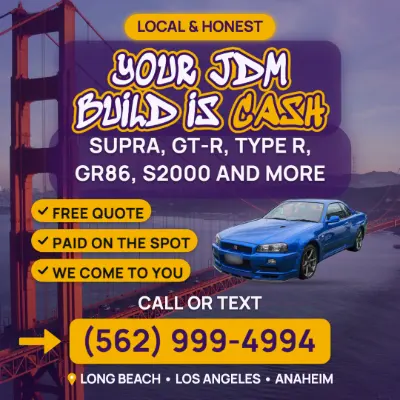 LOCAL & HONEST
YOUR JDM
BUILD IS CASH
SUPRA, GT-R, TYPE R,
GR86, S2000 AND MORE
FREE QUOTE
PAID ON THE SPOT
WE COME TO YOU
CALL OR TEXT
(562) 999-4994
LONG BEACH • LOS ANGELES • ANAHEIM